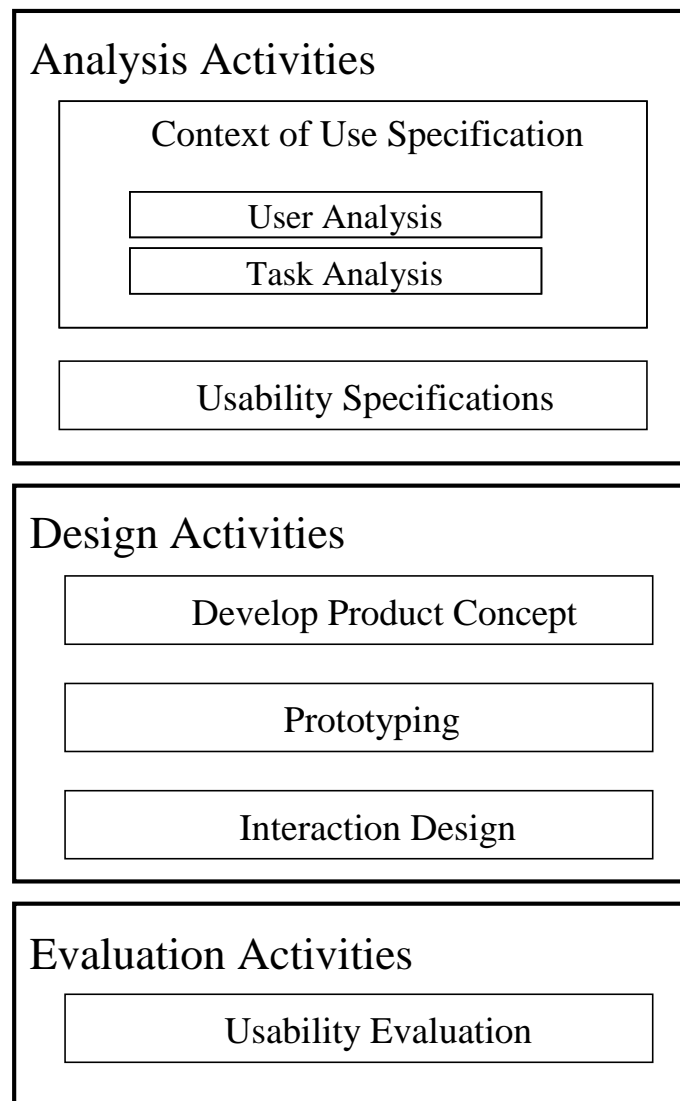 Analysis Activities
Context of Use Specification
User Analysis
Task Analysis
Usability Specifications
Design Activities
Develop Product Concept
Prototyping
Interaction Design
Evaluation Activities
Usability Evaluation